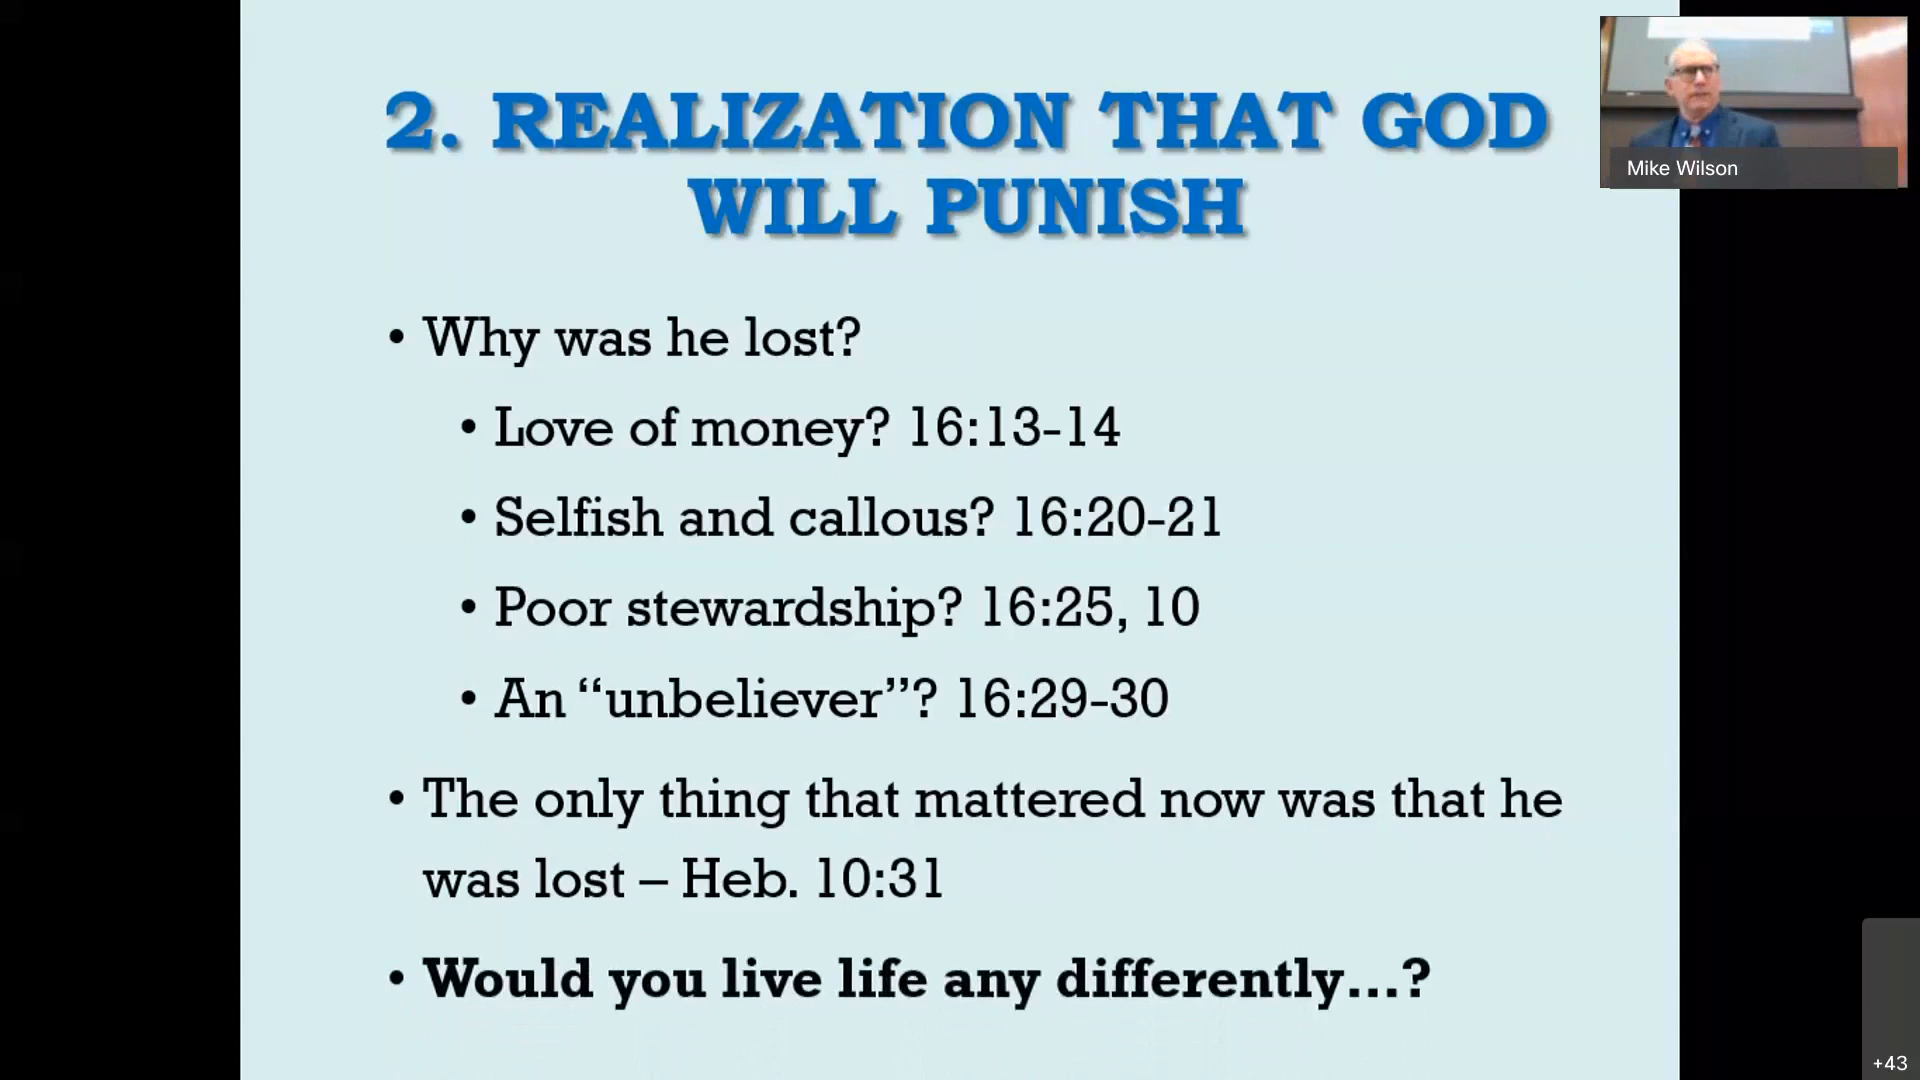 2. REALIZATION THAT GOD
WILL PUNISH
• Why was he lost?
• Love of money? 16:13-14
• Selfish and callous? 16:20-21
• Poor stewardship? 16:25, 10
• An “unbeliever”? 16:29-30
• The only thing that mattered now was that he
was lost – Heb. 10:31
• Would you live life any differently…?
Mike Wilson
+43